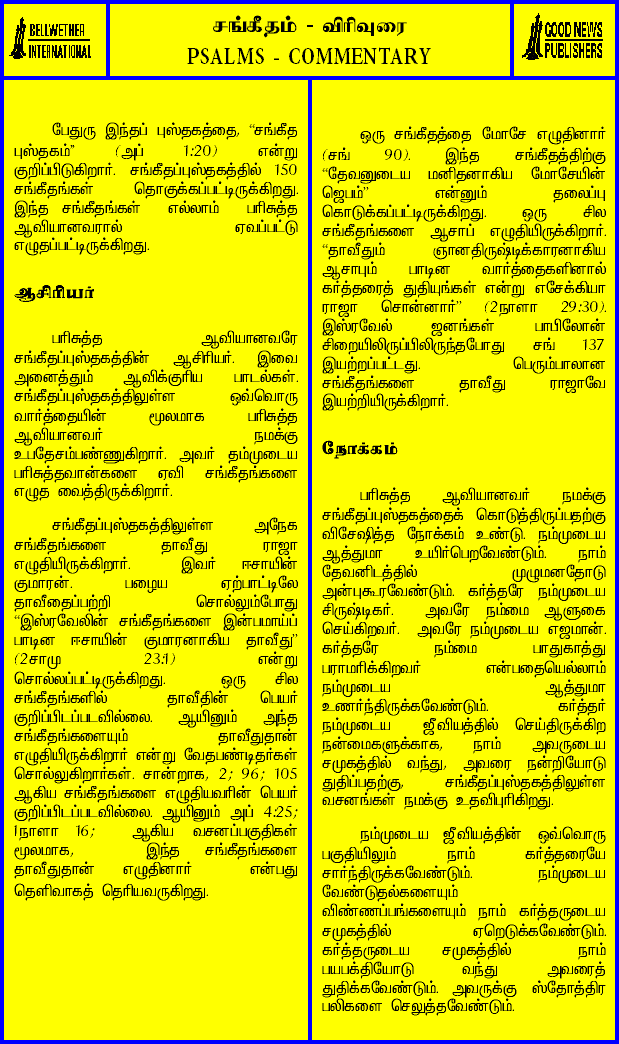 BELLWETHER
INTERNATIONAL
சங்கீதம் - விரிவுரை
PSALMS - COMMENTARY
GOOD NEWS
PUBLISHERS
பேதுரு இந்தப் புஸ்தகத்தை, “சங்கீத
புஸ்தகம்” (அப் 1:20) என்று
குறிப்பிடுகிறார். சங்கீதப்புஸ்தகத்தில் 150
சங்கீதங்கள் தொகுக்கப்பட்டிருக்கிறது.
இந்த சங்கீதங்கள் எல்லாம் பரிசுத்த
ஆவியானவரால் ஏவப்பட்டு
எழுதப்பட்டிருக்கிறது.
ஆசிரியர்
பரிசுத்த ஆவியானவரே
சங்கீதப்புஸ்தகத்தின் ஆசிரியர். இவை
அனைத்தும் ஆவிக்குரிய பாடல்கள்.
சங்கீதப்புஸ்தகத்திலுள்ள ஒவ்வொரு
வார்த்தையின் மூலமாக பரிசுத்த
ஆவியானவர் நமக்கு
உபதேசம்பண்ணுகிறார். அவர் தம்முடைய
பரிசுத்தவான்களை ஏவி சங்கீதங்களை
எழுத வைத்திருக்கிறார்.
சங்கீதப்புஸ்தகத்திலுள்ள அநேக
சங்கீதங்களை தாவீது ராஜா
எழுதியிருக்கிறார். இவர் ஈசாயின்
குமாரன். பழைய ஏற்பாட்டிலே
தாவீதைப்பற்றி சொல்லும்போது
“இஸ்ரவேலின் சங்கீதங்களை இன்பமாய்ப்
பாடின ஈசாயின் குமாரனாகிய தாவீது”
(2சாமு 23:1) என்று
சொல்லப்பட்டிருக்கிறது. ஒரு சில
சங்கீதங்களில் தாவீதின் பெயர்
குறிப்பிடப்படவில்லை. ஆயினும் அந்த
சங்கீதங்களையும் தாவீதுதான்
எழுதியிருக்கிறார் என்று வேதபண்டிதர்கள்
சொல்லுகிறார்கள். சான்றாக, 2; 96; 105
ஆகிய சங்கீதங்களை எழுதியவரின் பெயர்
குறிப்பிடப்படவில்லை. ஆயினும் அப் 4:25;
1நாளா 16; ஆகிய வசனப்பகுதிகள்
மூலமாக, இந்த சங்கீதங்களை
தாவீதுதான் எழுதினார் என்பது
தெளிவாகத் தெரியவருகிறது.
ஒரு சங்கீதத்தை மோசே எழுதினார்
(சங் 90). இந்த சங்கீதத்திற்கு
“தேவனுடைய மனிதனாகிய மோசேயின்
ஜெபம்” என்னும் தலைப்பு
கொடுக்கப்பட்டிருக்கிறது. ஒரு சில
சங்கீதங்களை ஆசாப் எழுதியிருக்கிறார்.
“தாவீதும் ஞானதிருஷ்டிக்காரனாகிய
ஆசாபும் பாடின வார்த்தைகளினால்
கர்த்தரைத் துதியுங்கள் என்று எசேக்கியா
ராஜா சொன்னார்” (2நாளா 29:30).
இஸ்ரவேல் ஜனங்கள் பாபிலோன்
சிறையிலிருப்பிலிருந்தபோது சங் 137
இயற்றப்பட்டது. பெரும்பாலான
சங்கீதங்களை தாவீது ராஜாவே
இயற்றியிருக்கிறார்.
நோக்கம்
பரிசுத்த ஆவியானவர் நமக்கு
சங்கீதப்புஸ்தகத்தைக் கொடுத்திருப்பதற்கு
விசேஷித்த நோக்கம் உண்டு. நம்முடைய
ஆத்துமா உயிர்பெறவேண்டும். நாம்
தேவனிடத்தில் முழுமனதோடு
அன்புகூரவேண்டும். கர்த்தரே நம்முடைய
சிருஷ்டிகர். அவரே நம்மை ஆளுகை
செய்கிறவர். அவரே நம்முடைய எஜமான்.
கர்த்தரே நம்மை பாதுகாத்து
பராமரிக்கிறவர் என்பதையெல்லாம்
நம்முடைய ஆத்துமா
உணர்ந்திருக்கவேண்டும். கர்த்தர்
நம்முடைய ஜீவியத்தில் செய்திருக்கிற
நன்மைகளுக்காக, நாம் அவருடைய
சமுகத்தில் வந்து, அவரை நன்றியோடு
துதிப்பதற்கு, சங்கீதப்புஸ்தகத்திலுள்ள
வசனங்கள் நமக்கு உதவிபுரிகிறது.
நம்முடைய ஜீவியத்தின் ஒவ்வொரு
பகுதியிலும் நாம் கர்த்தரையே
சார்ந்திருக்கவேண்டும். நம்முடைய
வேண்டுதல்களையும்
விண்ணப்பங்களையும் நாம் கர்த்தருடைய
சமுகத்தில் ஏறெடுக்கவேண்டும்.
கர்த்தருடைய சமுகத்தில் நாம்
பயபக்தியோடு வந்து அவரைத்
துதிக்கவேண்டும். அவருக்கு ஸ்தோத்திர
பலிகளை செலுத்தவேண்டும்.